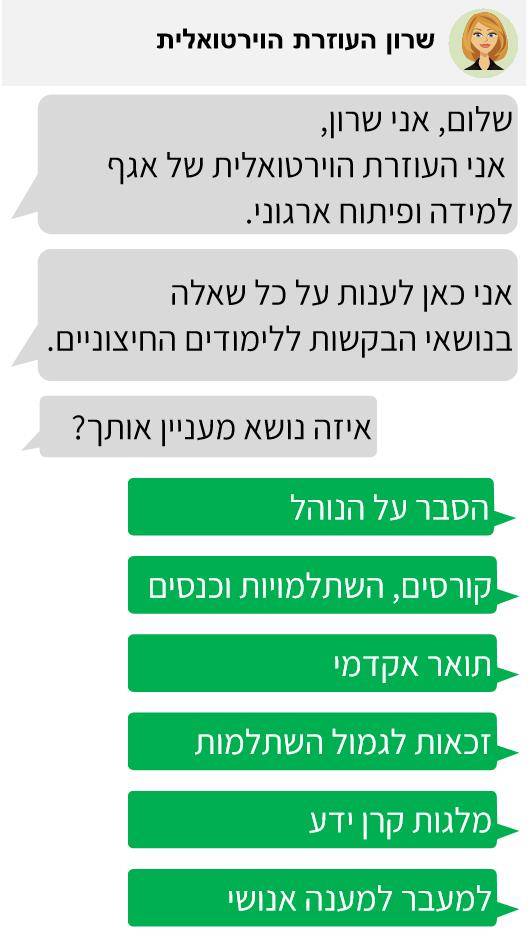 שרון העוזרת הוירטואלית
שלום, אני שרון,
אני העוזרת הוירטואלית של אגף
למידה ופיתוח ארגוני.
אני כאן לענות על כל שאלה
בנושאי הבקשות ללימודים החיצוניים.
איזה נושא מעניין אותך?
הסבר על הנוהל
קורסים, השתלמויות וכנסים
תואר אקדמי
זכאות לגמול השתלמות
מלגות קרן ידע
למעבר למענה אנושי